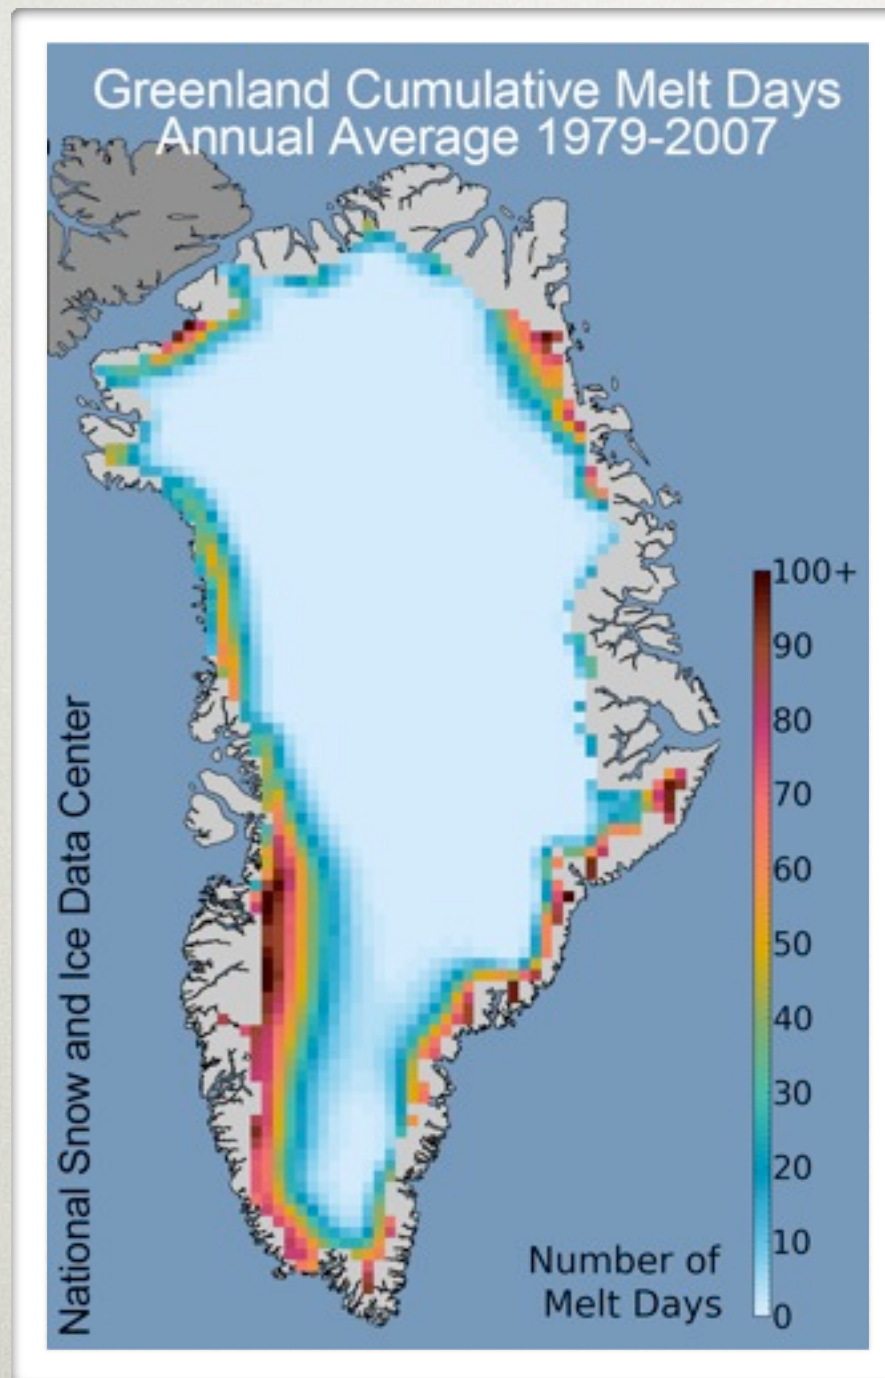 Greenland Cumulative Melt Days
Annual Average 1979-2007
National Snow and Ice Data Center
100+
90
80
70
60
50
40
30
20
10
0
Number of
Melt Days